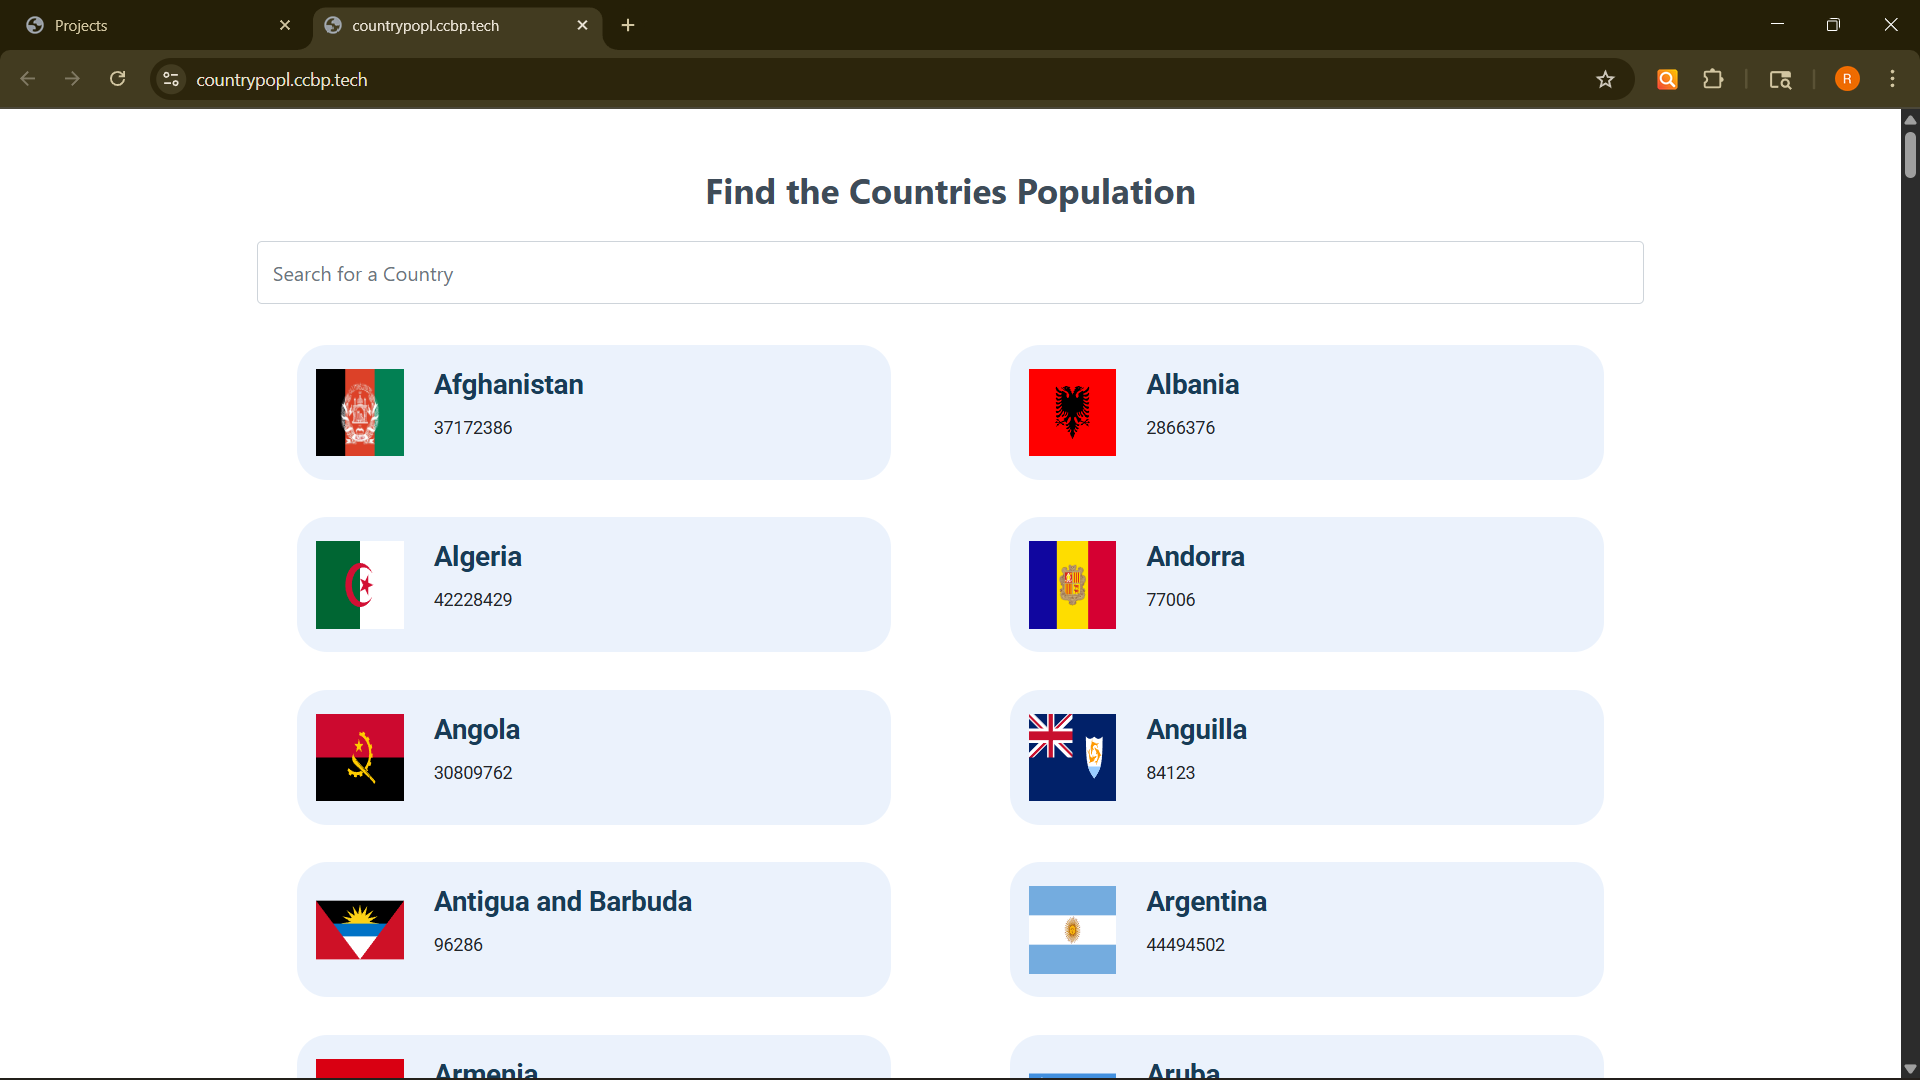 Projects
countrypopl.ccbp.tech
countrypopl.ccbp.tech
R
Find the Countries Population
Search for a Country
Afghanistan
37172386
Albania
2866376
Algeria
42228429
Andorra
77006
Angola
30809762
Anguilla
84123
Antigua and Barbuda
96286
Argentina
44494502
Armenia
Aruba